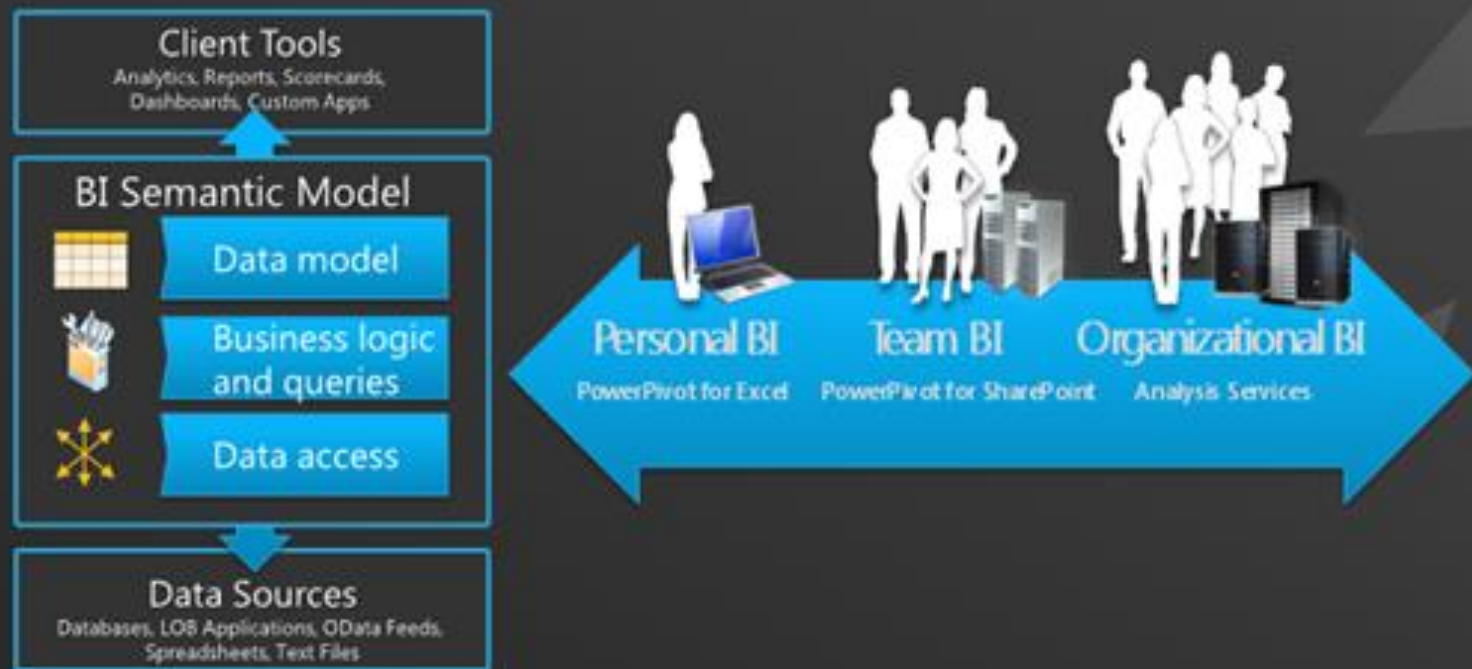 Client Tools
Analytics, Reports, Scorecards,
Dashboards, Custom Apps
BI Semantic Model
Data model
Business logic
and queries
Data access
Data Sources
Databases, LOB Applications, OData Feeds,
Spreadsheets, Text Files
Personal BI
PowerPivot for Excel
Team BI
PowerPivot for SharePoint
Organizational BI
Analysis Services